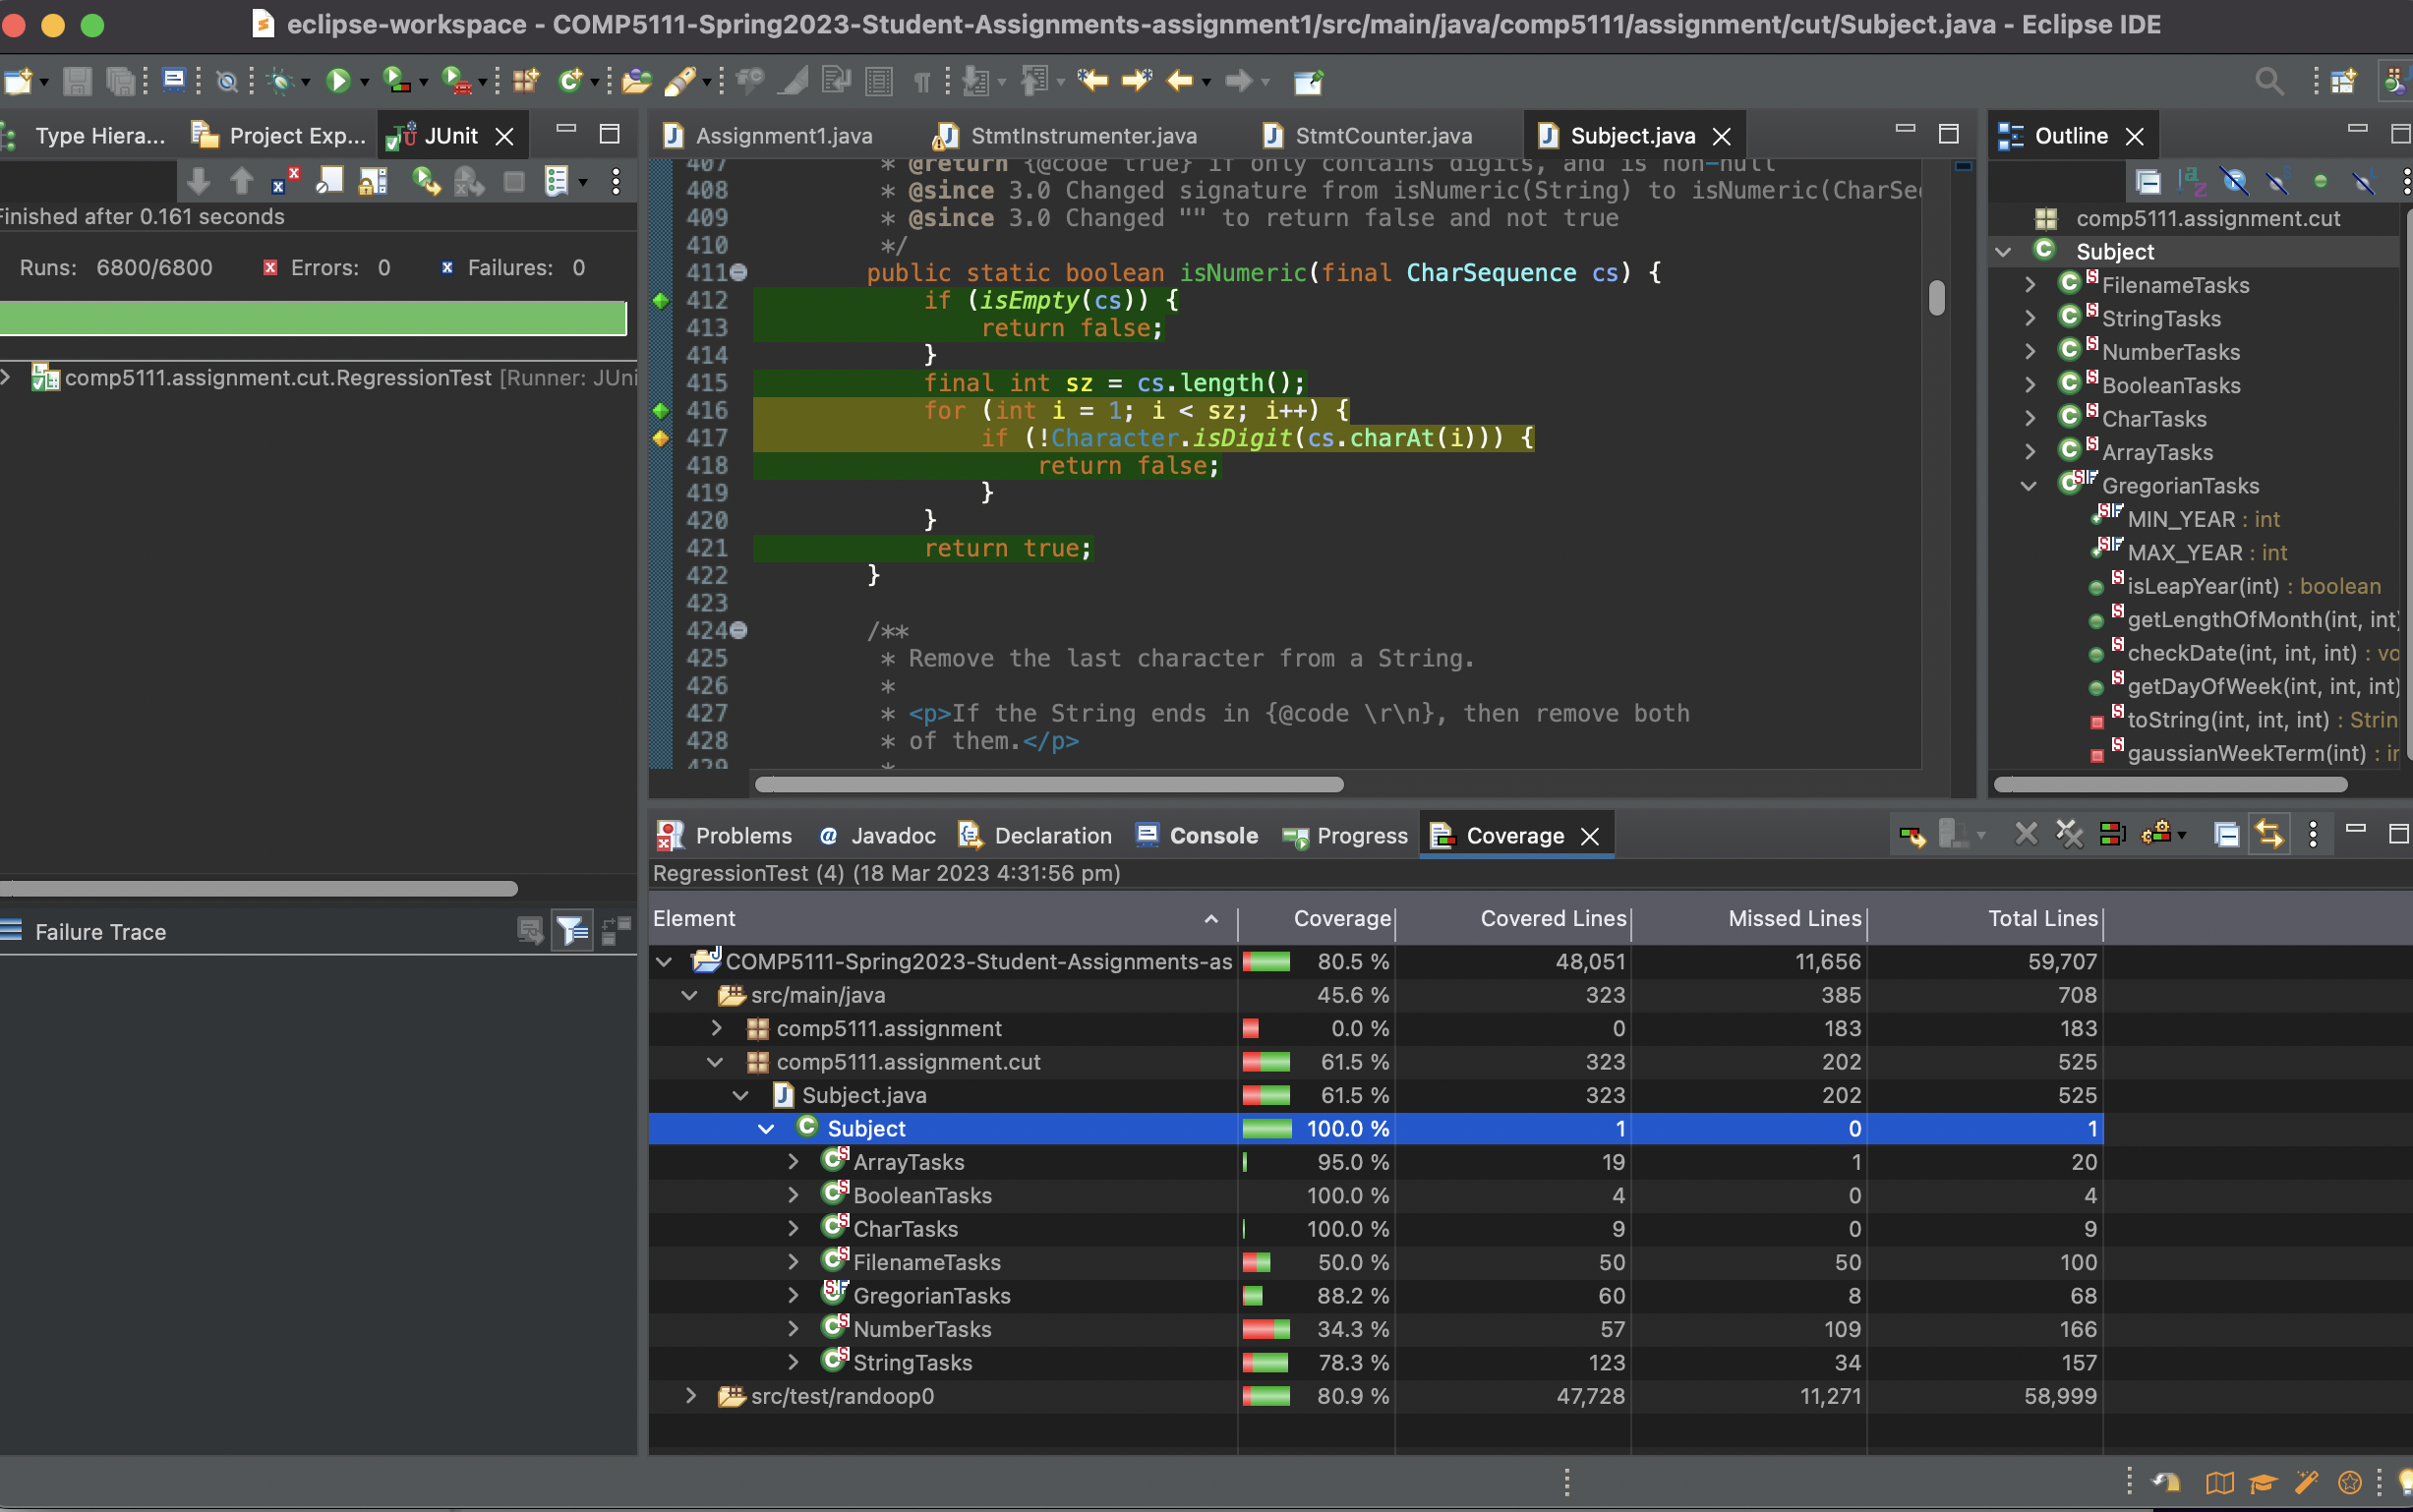 eclipse-workspace - COMP5111-Spring2023-Student-Assignments-assignment1/src/main/java/comp5111/assignment/cut/Subject.java - Eclipse IDE
Type Hiera...
Project Exp...
JUnit
Finished after 0.161 seconds
Runs: 6800/6800 Errors: 0 Failures: 0
comp5111.assignment.cut.RegressionTest [Runner: JUni
Failure Trace
Assignment1.java
StmtInstrumenter.java
StmtCounter.java
Subject.java
407 * @return {@code true} if only contains digits, and is non-null
408 * @since 3.0 Changed signature from isNumeric(String) to isNumeric(CharSec
409 * @since 3.0 Changed "" to return false and not true
410 */
411 public static boolean isNumeric(final CharSequence cs) {
412 if (isEmpty(cs)) {
413 return false;
414 }
415 final int sz = cs.length();
416 for (int i = 1; i < sz; i++) {
417 if (!Character.isDigit(cs.charAt(i))) {
418 return false;
419 }
420 }
421 return true;
422 }
423
424 /**
425 * Remove the last character from a String.
426 *
427 * <p>If the String ends in {@code \r\n}, then remove both
428 * of them.</p>
429 *
Outline
comp5111.assignment.cut
Subject
FilenameTasks
StringTasks
NumberTasks
BooleanTasks
CharTasks
ArrayTasks
GregorianTasks
MIN_YEAR : int
MAX_YEAR : int
isLeapYear(int) : boolean
getLengthOfMonth(int, int)
checkDate(int, int, int) : vo
getDayOfWeek(int, int, int)
toString(int, int, int) : Strin
gaussianWeekTerm(int) : in
Problems
Javadoc
Declaration
Console
Progress
Coverage
RegressionTest (4) (18 Mar 2023 4:31:56 pm)
Element Coverage Covered Lines Missed Lines Total Lines
COMP5111-Spring2023-Student-Assignments-as 80.5 % 48,051 11,656 59,707
src/main/java 45.6 % 323 385 708
comp5111.assignment 0.0 % 0 183 183
comp5111.assignment.cut 61.5 % 323 202 525
Subject.java 61.5 % 323 202 525
Subject 100.0 % 1 0 1
ArrayTasks 95.0 % 19 1 20
BooleanTasks 100.0 % 4 0 4
CharTasks 100.0 % 9 0 9
FilenameTasks 50.0 % 50 50 100
GregorianTasks 88.2 % 60 8 68
NumberTasks 34.3 % 57 109 166
StringTasks 78.3 % 123 34 157
src/test/randoop0 80.9 % 47,728 11,271 58,999